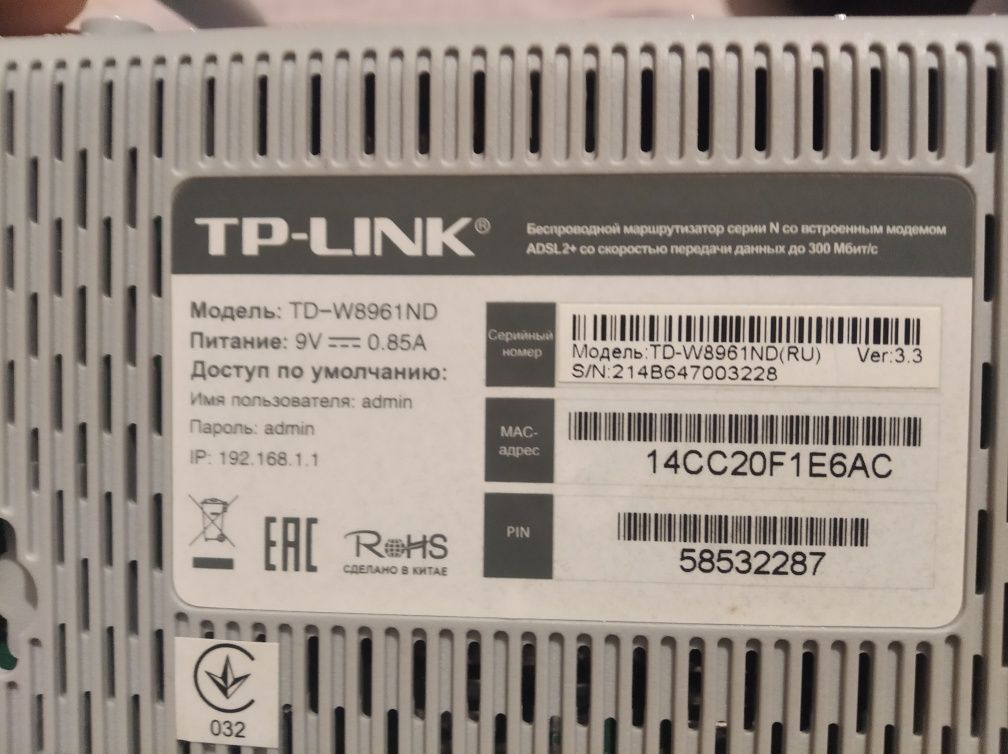 TP-LINK®
Беспроводной маршрутизатор серии N со встроенным модемом
ADSL2+ со скоростью передачи данных до 300 Мбит/с
Модель: TD-W8961ND
Питание: 9V ⎓ 0.85A
Доступ по умолчанию:
Имя пользователя: admin
Пароль: admin
IP: 192.168.1.1
EAC
RoHS
СДЕЛАНО В КИТАЕ
Серийный
номер
Модель:TD-W8961ND(RU) Ver:3.3
S/N:214B647003228
MAC-
адрес
14CC20F1E6AC
PIN
58532287
032